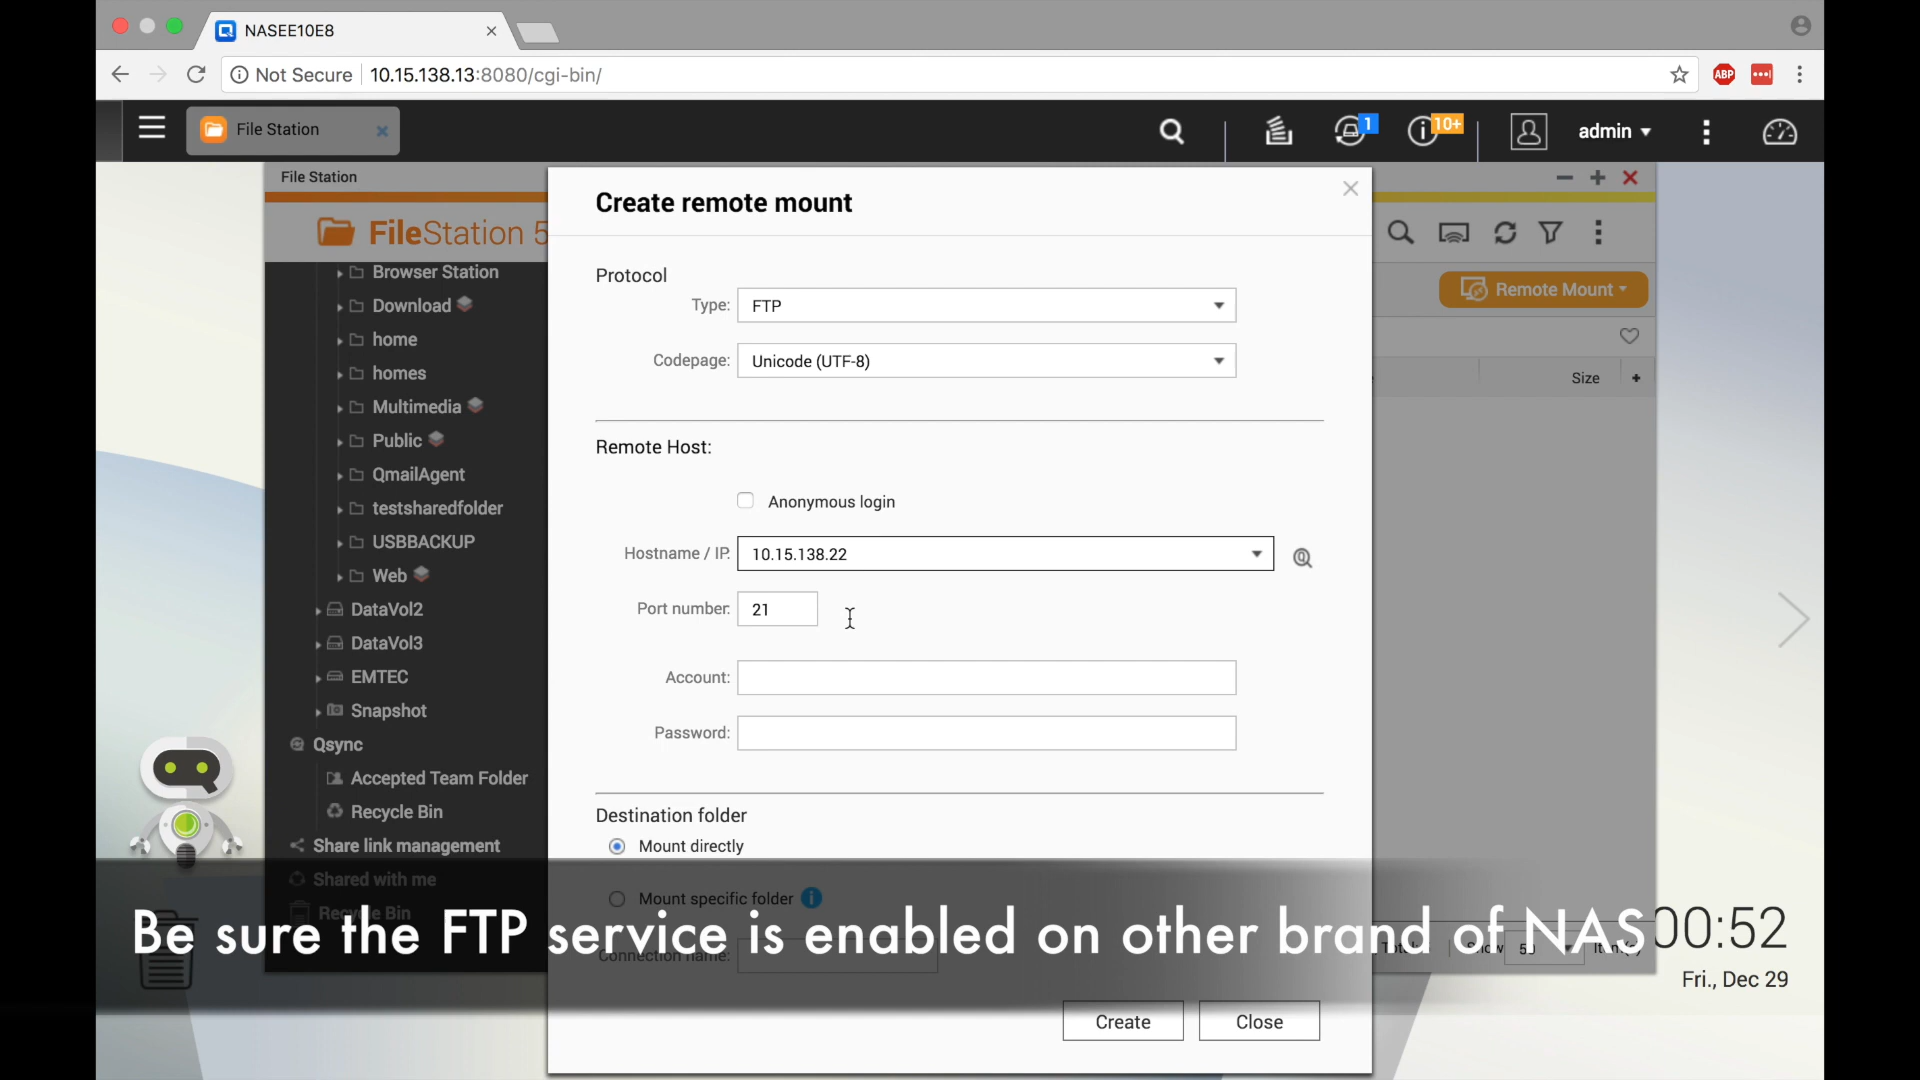 NASEE10E8
Not Secure
10.15.138.13:8080/cgi-bin/
ABP
File Station
1
10+
admin
File Station
FileStation 5
Create remote mount
Remote Mount
Size
Browser Station
Download
home
homes
Multimedia
Public
QmailAgent
testsharedfolder
USBBACKUP
Web
DataVol2
DataVol3
EMTEC
Snapshot
Qsync
Accepted Team Folder
Recycle Bin
Share link management
Shared with me
Recycle Bin
Protocol
Type: FTP
Codepage: Unicode (UTF-8)
Remote Host:
Anonymous login
Hostname / IP: 10.15.138.22
Port number: 21
Account:
Password:
Destination folder
Mount directly
Mount specific folder
Connection name:
Show 50
Create
Close
Be sure the FTP service is enabled on other brand of NAS
00:52
Fri., Dec 29